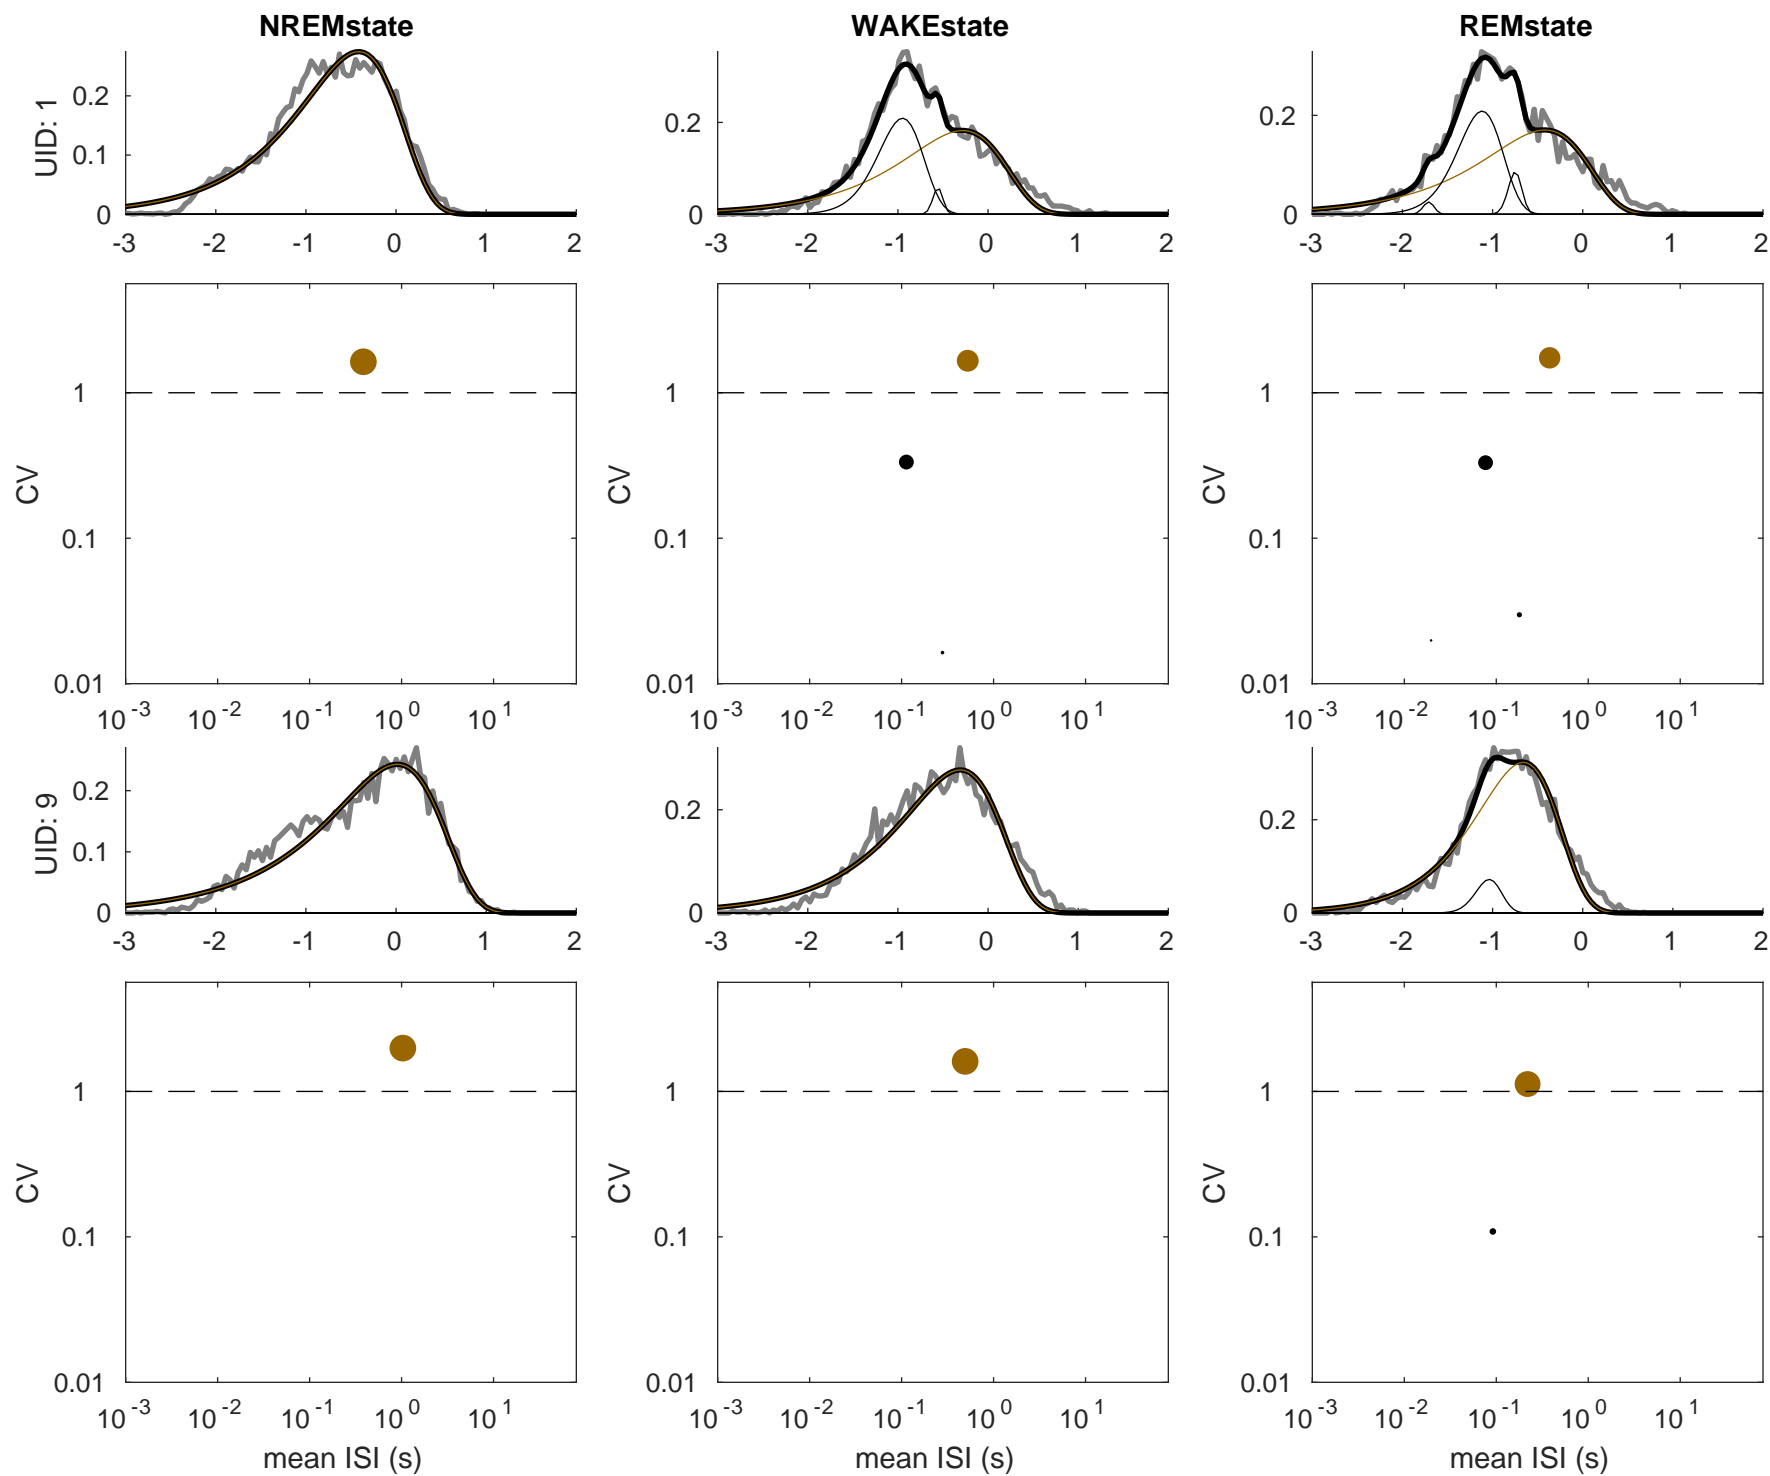 NREMstate WAKEstate REMstate
UID: 1
0.2 0.1 0
0.2 0
0.2 0
-3 -2 -1 0 1 2
-3 -2 -1 0 1 2
-3 -2 -1 0 1 2
CV 1 0.1 0.01
CV 1 0.1 0.01
CV 1 0.1 0.01
10^-3 10^-2 10^-1 10^0 10^1
10^-3 10^-2 10^-1 10^0 10^1
10^-3 10^-2 10^-1 10^0 10^1
UID: 9
0.2 0.1 0
0.2 0
0.2 0
-3 -2 -1 0 1 2
-3 -2 -1 0 1 2
-3 -2 -1 0 1 2
CV 1 0.1 0.01
CV 1 0.1 0.01
CV 1 0.1 0.01
10^-3 10^-2 10^-1 10^0 10^1
10^-3 10^-2 10^-1 10^0 10^1
10^-3 10^-2 10^-1 10^0 10^1
mean ISI (s) mean ISI (s) mean ISI (s)